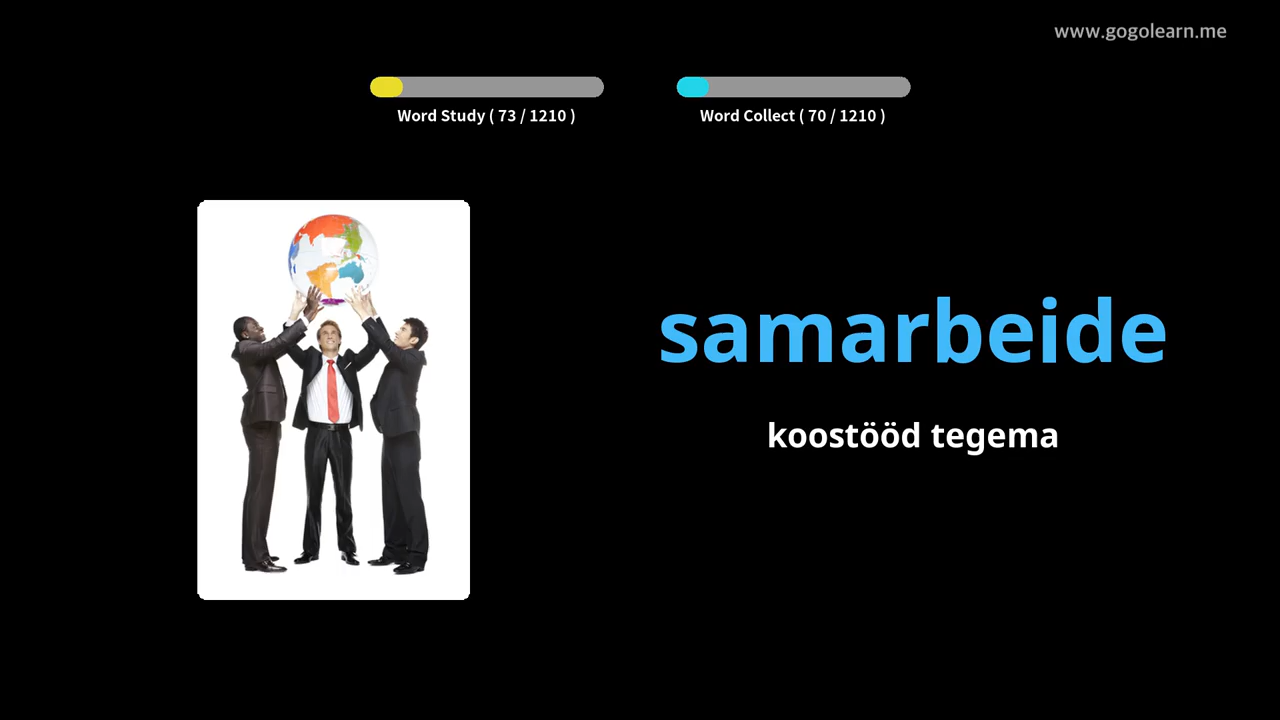 www.gogolearn.me
Word Study ( 73 / 1210 )
Word Collect ( 70 / 1210 )
samarbeide
koostööd tegema